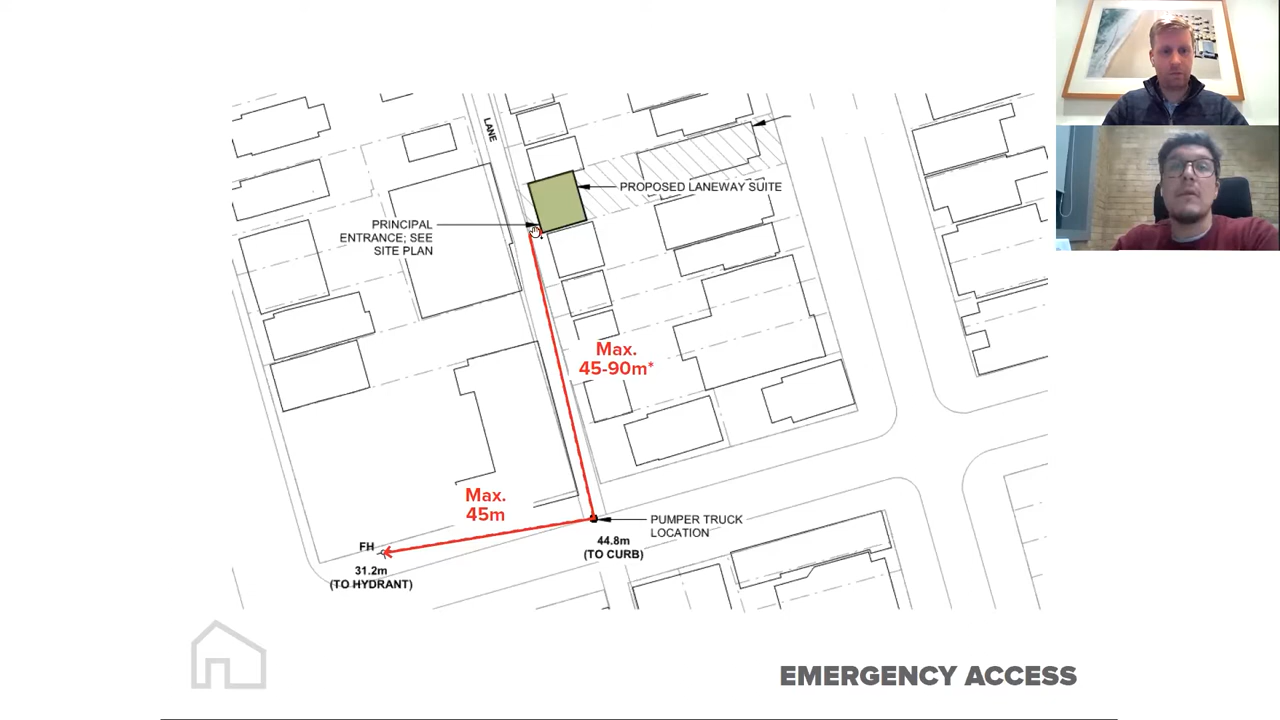 LANE
PROPOSED LANEWAY SUITE
PRINCIPAL
ENTRANCE; SEE
SITE PLAN
Max.
45-90m*
Max.
45m
PUMPER TRUCK
LOCATION
FH
44.8m
(TO CURB)
31.2m
(TO HYDRANT)
EMERGENCY ACCESS